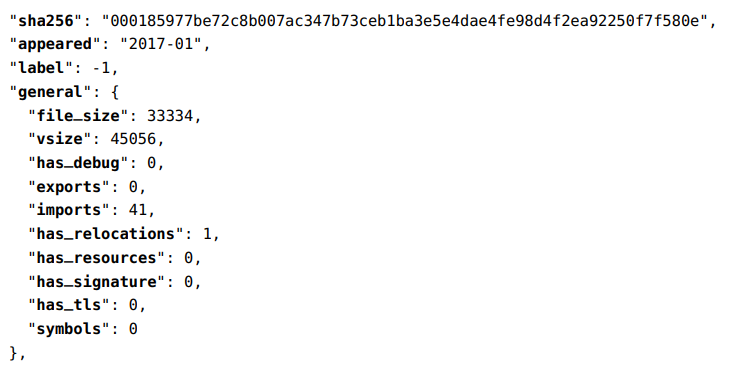 "sha256": "000185977be72c8b007ac347b73ceb1ba3e5e4dae4fe98d4f2ea92250f7f580e",
"appeared": "2017-01",
"label": -1,
"general": {
  "file_size": 33334,
  "vsize": 45056,
  "has_debug": 0,
  "exports": 0,
  "imports": 41,
  "has_relocations": 1,
  "has_resources": 0,
  "has_signature": 0,
  "has_tls": 0,
  "symbols": 0
},